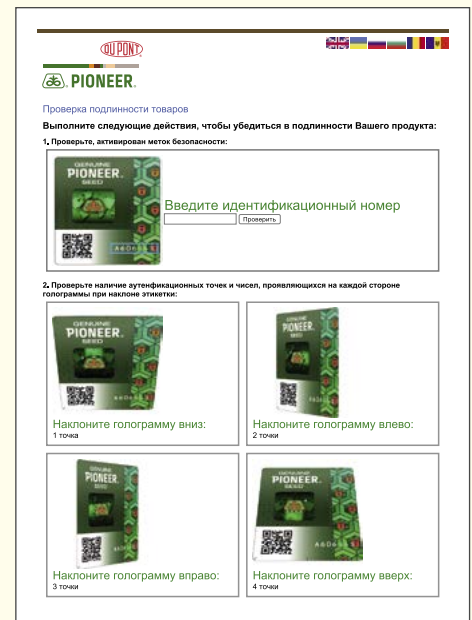 DU PONT
PIONEER.
Проверка подлинности товаров
Выполните следующие действия, чтобы убедиться в подлинности Вашего продукта:
1. Проверьте, активирован меток безопасности:
GENUINE
PIONEER.
SEED
Введите идентификационный номер
Проверить
2. Проверьте наличие аутенфикационных точек и чисел, проявляющихся на каждой стороне
голограммы при наклоне этикетки:
GENUINE
PIONEER.
SEED
Наклоните голограмму вниз:
1 точка
GENUINE
PIONEER.
SEED
Наклоните голограмму влево:
2 точки
GENUINE
PIONEER.
SEED
Наклоните голограмму вправо:
3 точки
GENUINE
PIONEER.
SEED
Наклоните голограмму вверх:
4 точки